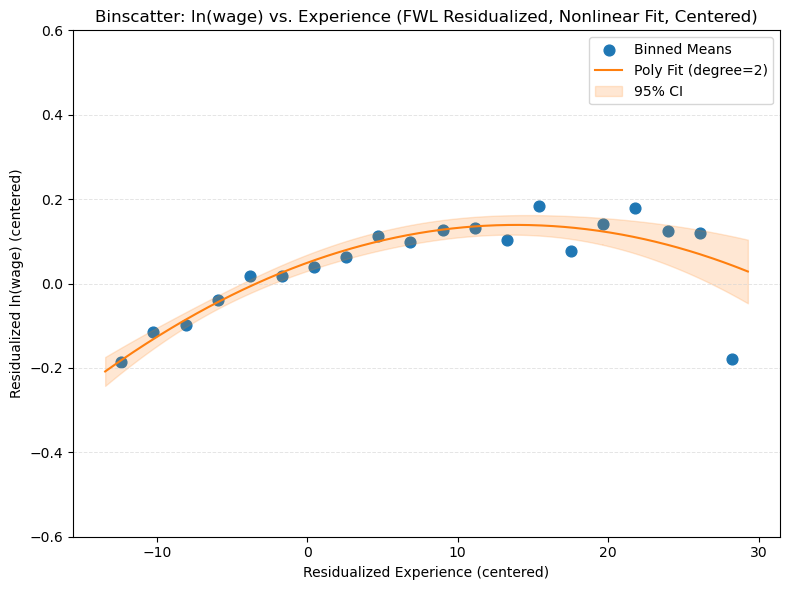 Binscatter: ln(wage) vs. Experience (FWL Residualized, Nonlinear Fit, Centered)
Binned Means
Poly Fit (degree=2)
95% CI
Residualized ln(wage) (centered)
0.6
0.4
0.2
0.0
−0.2
−0.4
−0.6
−10
0
10
20
30
Residualized Experience (centered)